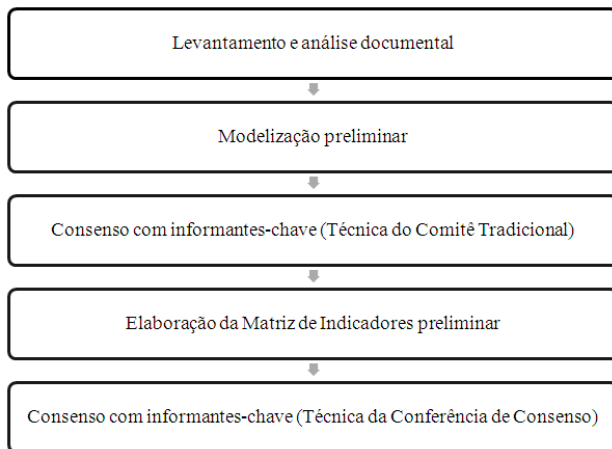 Levantamento e análise documental
Modelização preliminar
Consenso com informantes-chave (Técnica do Comitê Tradicional)
Elaboração da Matriz de Indicadores preliminar
Consenso com informantes-chave (Técnica da Conferência de Consenso)